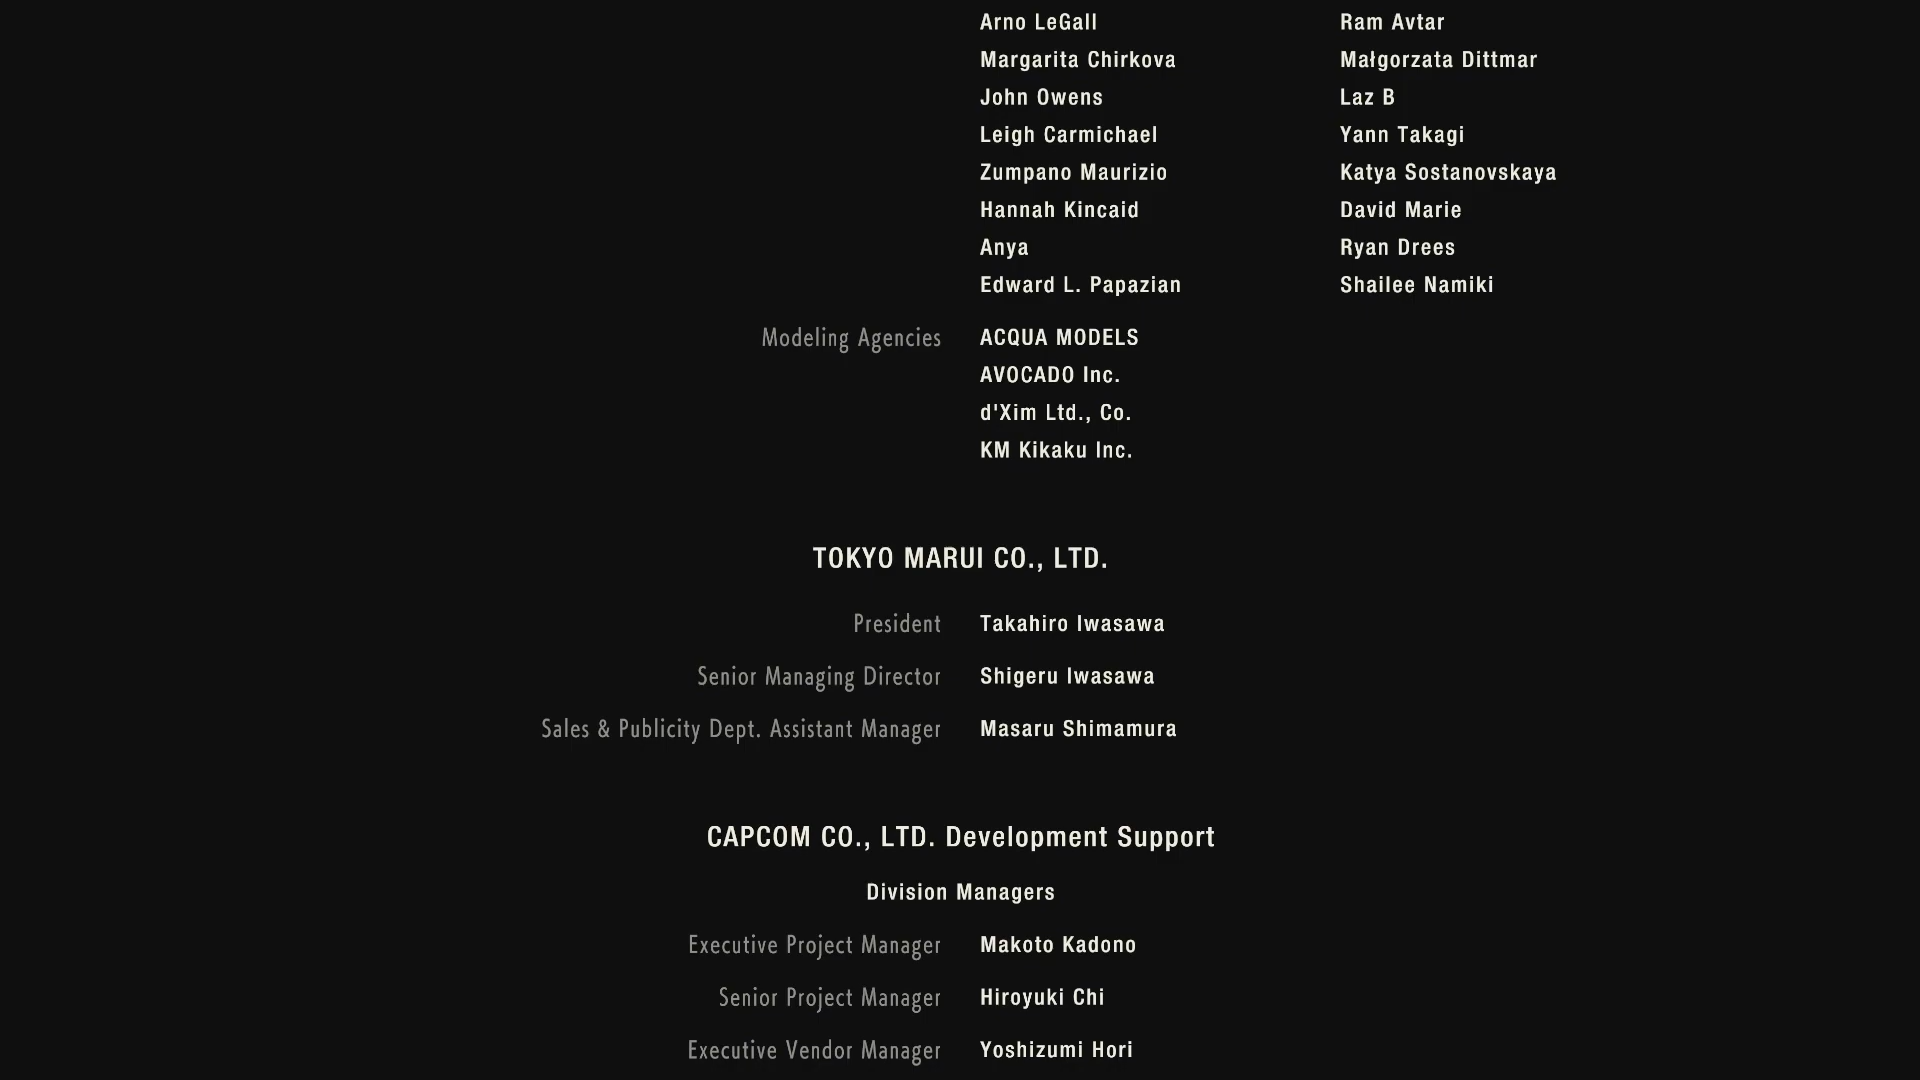 Arno LeGall Ram Avtar
Margarita Chirkova Małgorzata Dittmar
John Owens Laz B
Leigh Carmichael Yann Takagi
Zumpano Maurizio Katya Sostanovskaya
Hannah Kincaid David Marie
Anya Ryan Drees
Edward L. Papazian Shailee Namiki
Modeling Agencies ACQUA MODELS
AVOCADO Inc.
d'Xim Ltd., Co.
KM Kikaku Inc.
TOKYO MARUI CO., LTD.
President Takahiro Iwasawa
Senior Managing Director Shigeru Iwasawa
Sales & Publicity Dept. Assistant Manager Masaru Shimamura
CAPCOM CO., LTD. Development Support
Division Managers
Executive Project Manager Makoto Kadono
Senior Project Manager Hiroyuki Chi
Executive Vendor Manager Yoshizumi Hori